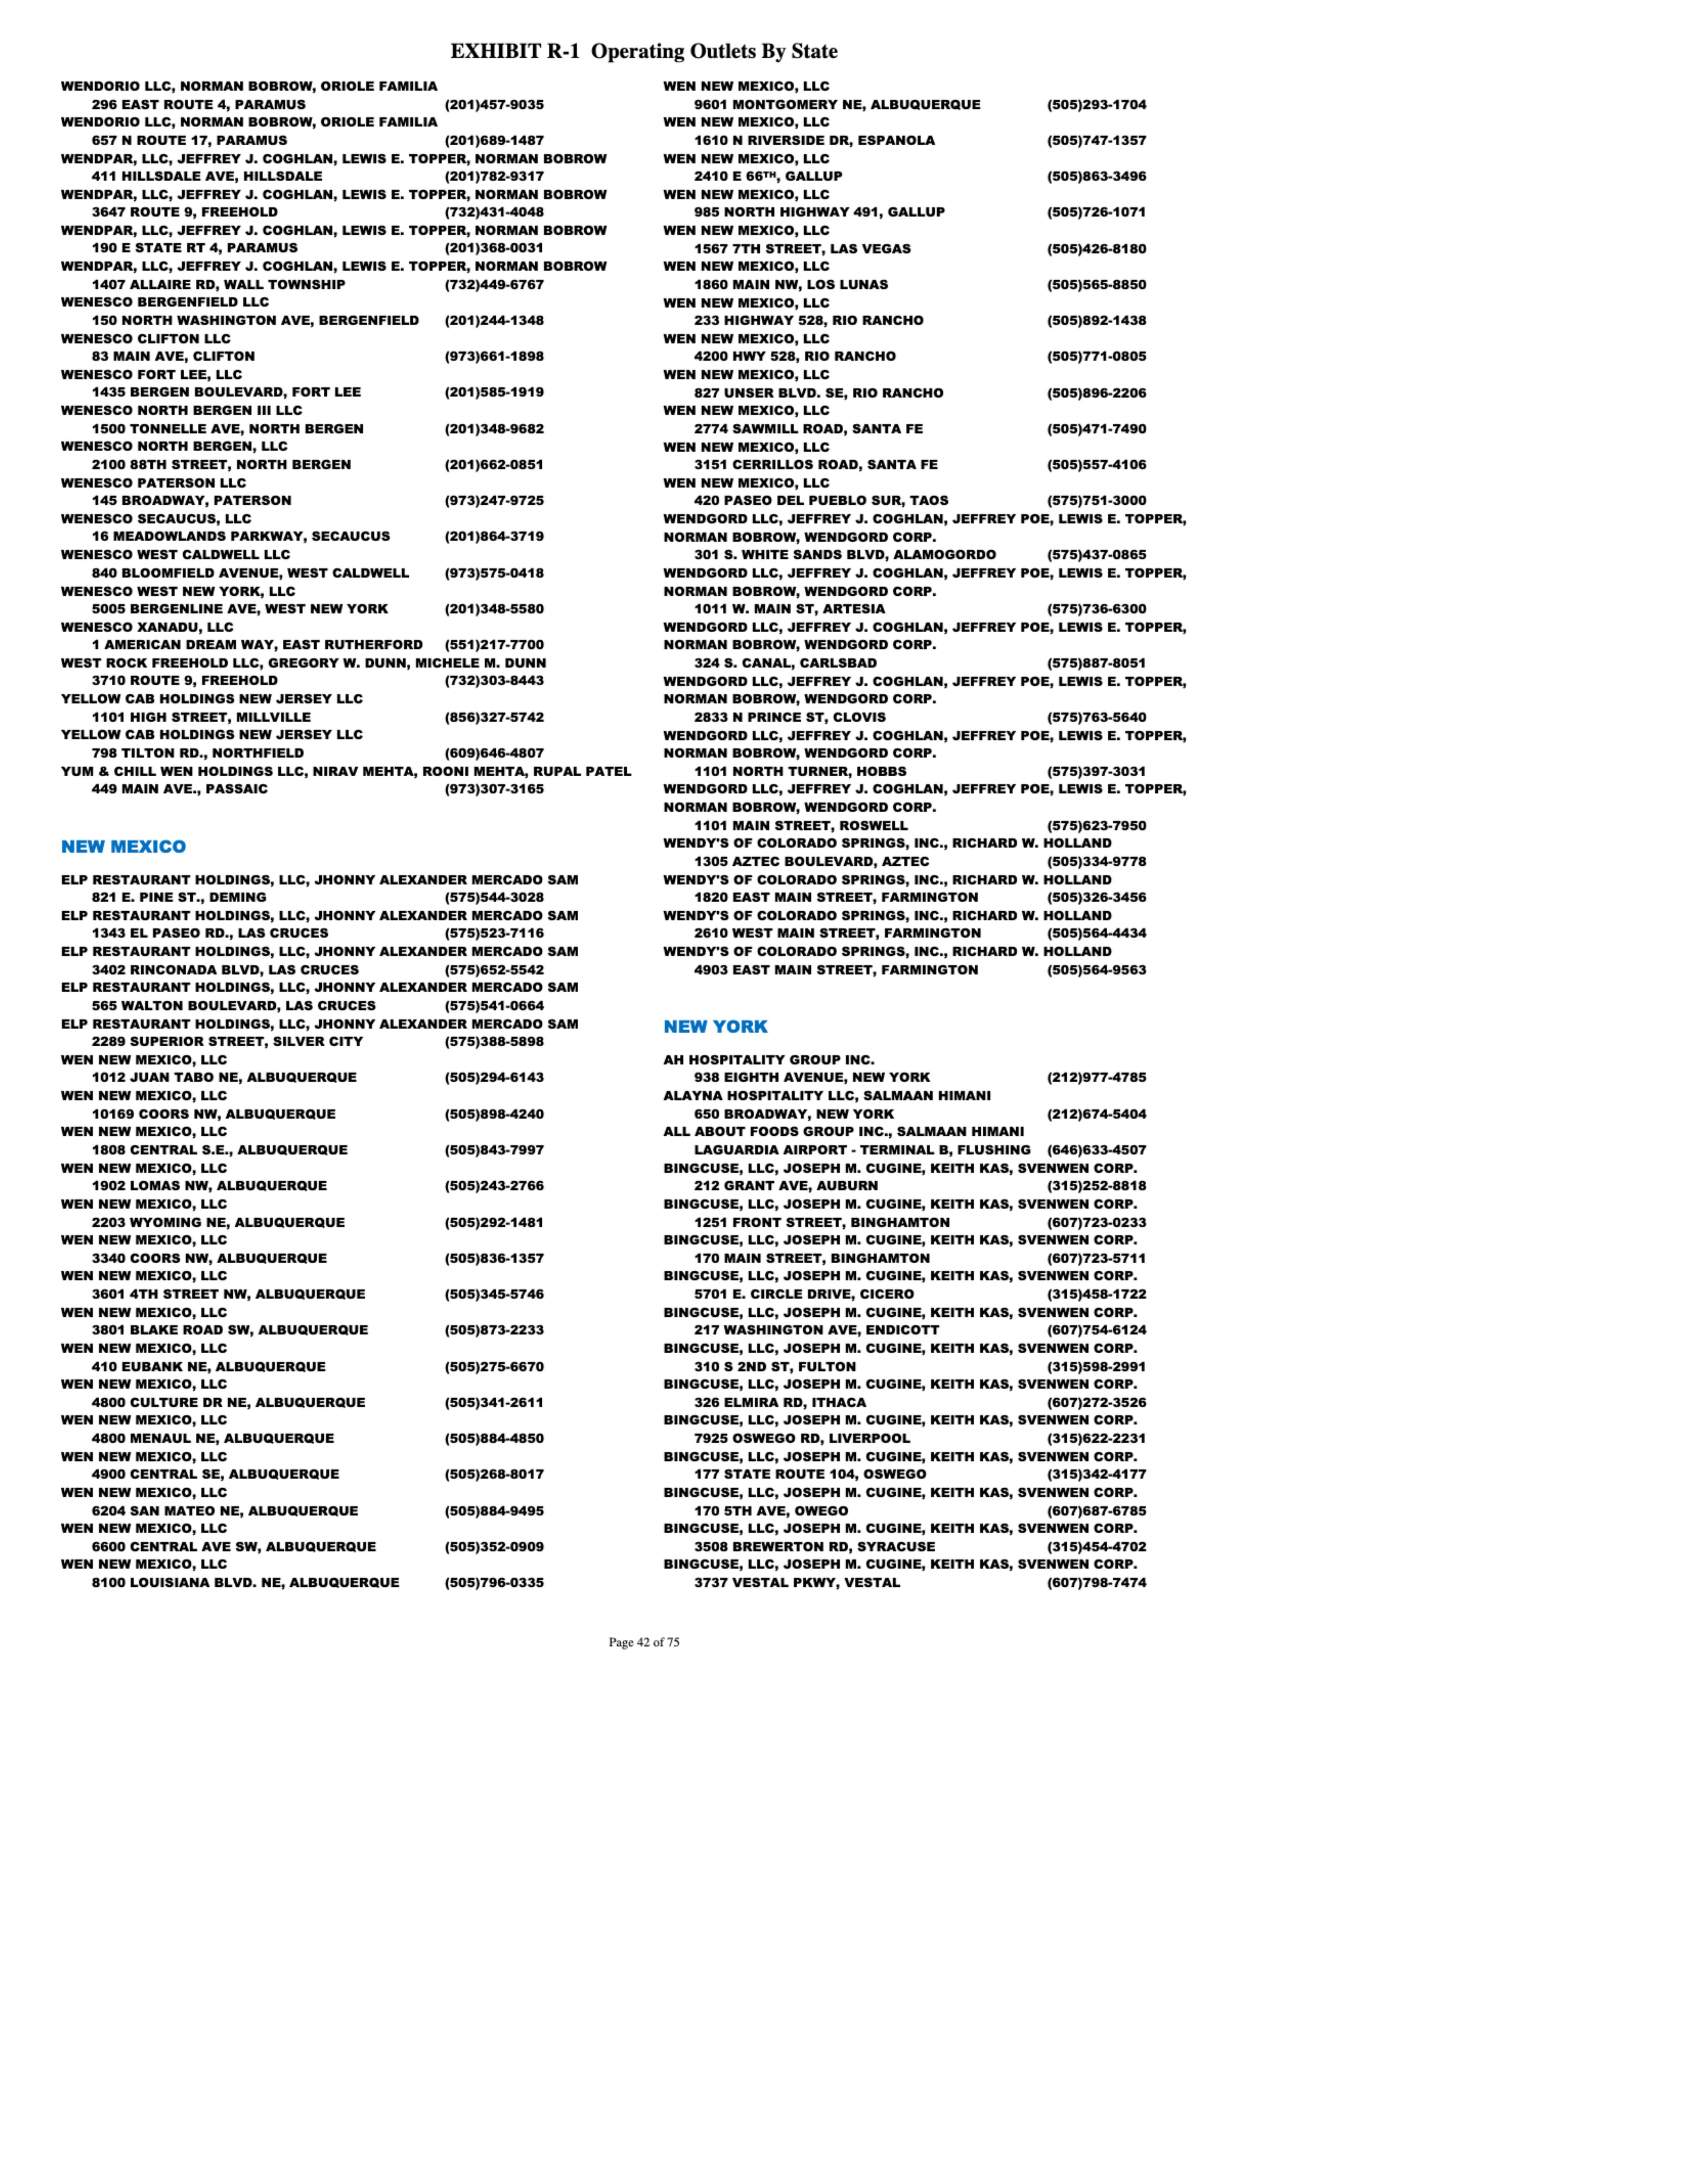 EXHIBIT R-1 Operating Outlets By State
WENDORIO LLC, NORMAN BOBROW, ORIOLE FAMILIA
296 EAST ROUTE 4, PARAMUS (201)457-9035
WENDORIO LLC, NORMAN BOBROW, ORIOLE FAMILIA
657 N ROUTE 17, PARAMUS (201)689-1487
WENDPAR, LLC, JEFFREY J. COGHLAN, LEWIS E. TOPPER, NORMAN BOBROW
411 HILLSDALE AVE, HILLSDALE (201)782-9317
WENDPAR, LLC, JEFFREY J. COGHLAN, LEWIS E. TOPPER, NORMAN BOBROW
3647 ROUTE 9, FREEHOLD (732)431-4048
WENDPAR, LLC, JEFFREY J. COGHLAN, LEWIS E. TOPPER, NORMAN BOBROW
190 E STATE RT 4, PARAMUS (201)368-0031
WENDPAR, LLC, JEFFREY J. COGHLAN, LEWIS E. TOPPER, NORMAN BOBROW
1407 ALLAIRE RD, WALL TOWNSHIP (732)449-6767
WENESCO BERGENFIELD LLC
150 NORTH WASHINGTON AVE, BERGENFIELD (201)244-1348
WENESCO CLIFTON LLC
83 MAIN AVE, CLIFTON (973)661-1898
WENESCO FORT LEE, LLC
1435 BERGEN BOULEVARD, FORT LEE (201)585-1919
WENESCO NORTH BERGEN III LLC
1500 TONNELLE AVE, NORTH BERGEN (201)348-9682
WENESCO NORTH BERGEN, LLC
2100 88TH STREET, NORTH BERGEN (201)662-0851
WENESCO PATERSON LLC
145 BROADWAY, PATERSON (973)247-9725
WENESCO SECAUCUS, LLC
16 MEADOWLANDS PARKWAY, SECAUCUS (201)864-3719
WENESCO WEST CALDWELL LLC
840 BLOOMFIELD AVENUE, WEST CALDWELL (973)575-0418
WENESCO WEST NEW YORK, LLC
5005 BERGENLINE AVE, WEST NEW YORK (201)348-5580
WENESCO XANADU, LLC
1 AMERICAN DREAM WAY, EAST RUTHERFORD (551)217-7700
WEST ROCK FREEHOLD LLC, GREGORY W. DUNN, MICHELE M. DUNN
3710 ROUTE 9, FREEHOLD (732)303-8443
YELLOW CAB HOLDINGS NEW JERSEY LLC
1101 HIGH STREET, MILLVILLE (856)327-5742
YELLOW CAB HOLDINGS NEW JERSEY LLC
798 TILTON RD., NORTHFIELD (609)646-4807
YUM & CHILL WEN HOLDINGS LLC, NIRAV MEHTA, ROONI MEHTA, RUPAL PATEL
449 MAIN AVE., PASSAIC (973)307-3165
NEW MEXICO
ELP RESTAURANT HOLDINGS, LLC, JHONNY ALEXANDER MERCADO SAM
821 E. PINE ST., DEMING (575)544-3028
ELP RESTAURANT HOLDINGS, LLC, JHONNY ALEXANDER MERCADO SAM
1343 EL PASEO RD., LAS CRUCES (575)523-7116
ELP RESTAURANT HOLDINGS, LLC, JHONNY ALEXANDER MERCADO SAM
3402 RINCONADA BLVD, LAS CRUCES (575)652-5542
ELP RESTAURANT HOLDINGS, LLC, JHONNY ALEXANDER MERCADO SAM
565 WALTON BOULEVARD, LAS CRUCES (575)541-0664
ELP RESTAURANT HOLDINGS, LLC, JHONNY ALEXANDER MERCADO SAM
2289 SUPERIOR STREET, SILVER CITY (575)388-5898
WEN NEW MEXICO, LLC
1012 JUAN TABO NE, ALBUQUERQUE (505)294-6143
WEN NEW MEXICO, LLC
10169 COORS NW, ALBUQUERQUE (505)898-4240
WEN NEW MEXICO, LLC
1808 CENTRAL S.E., ALBUQUERQUE (505)843-7997
WEN NEW MEXICO, LLC
1902 LOMAS NW, ALBUQUERQUE (505)243-2766
WEN NEW MEXICO, LLC
2203 WYOMING NE, ALBUQUERQUE (505)292-1481
WEN NEW MEXICO, LLC
3340 COORS NW, ALBUQUERQUE (505)836-1357
WEN NEW MEXICO, LLC
3601 4TH STREET NW, ALBUQUERQUE (505)345-5746
WEN NEW MEXICO, LLC
3801 BLAKE ROAD SW, ALBUQUERQUE (505)873-2233
WEN NEW MEXICO, LLC
410 EUBANK NE, ALBUQUERQUE (505)275-6670
WEN NEW MEXICO, LLC
4800 CULTURE DR NE, ALBUQUERQUE (505)341-2611
WEN NEW MEXICO, LLC
4800 MENAUL NE, ALBUQUERQUE (505)884-4850
WEN NEW MEXICO, LLC
4900 CENTRAL SE, ALBUQUERQUE (505)268-8017
WEN NEW MEXICO, LLC
6204 SAN MATEO NE, ALBUQUERQUE (505)884-9495
WEN NEW MEXICO, LLC
6600 CENTRAL AVE SW, ALBUQUERQUE (505)352-0909
WEN NEW MEXICO, LLC
8100 LOUISIANA BLVD. NE, ALBUQUERQUE (505)796-0335
WEN NEW MEXICO, LLC
9601 MONTGOMERY NE, ALBUQUERQUE (505)293-1704
WEN NEW MEXICO, LLC
1610 N RIVERSIDE DR, ESPANOLA (505)747-1357
WEN NEW MEXICO, LLC
2410 E 66TH, GALLUP (505)863-3496
WEN NEW MEXICO, LLC
985 NORTH HIGHWAY 491, GALLUP (505)726-1071
WEN NEW MEXICO, LLC
1567 7TH STREET, LAS VEGAS (505)426-8180
WEN NEW MEXICO, LLC
1860 MAIN NW, LOS LUNAS (505)565-8850
WEN NEW MEXICO, LLC
233 HIGHWAY 528, RIO RANCHO (505)892-1438
WEN NEW MEXICO, LLC
4200 HWY 528, RIO RANCHO (505)771-0805
WEN NEW MEXICO, LLC
827 UNSER BLVD. SE, RIO RANCHO (505)896-2206
WEN NEW MEXICO, LLC
2774 SAWMILL ROAD, SANTA FE (505)471-7490
WEN NEW MEXICO, LLC
3151 CERRILLOS ROAD, SANTA FE (505)557-4106
WEN NEW MEXICO, LLC
420 PASEO DEL PUEBLO SUR, TAOS (575)751-3000
WENDGORD LLC, JEFFREY J. COGHLAN, JEFFREY POE, LEWIS E. TOPPER,
NORMAN BOBROW, WENDGORD CORP.
301 S. WHITE SANDS BLVD, ALAMOGORDO (575)437-0865
WENDGORD LLC, JEFFREY J. COGHLAN, JEFFREY POE, LEWIS E. TOPPER,
NORMAN BOBROW, WENDGORD CORP.
1011 W. MAIN ST, ARTESIA (575)736-6300
WENDGORD LLC, JEFFREY J. COGHLAN, JEFFREY POE, LEWIS E. TOPPER,
NORMAN BOBROW, WENDGORD CORP.
324 S. CANAL, CARLSBAD (575)887-8051
WENDGORD LLC, JEFFREY J. COGHLAN, JEFFREY POE, LEWIS E. TOPPER,
NORMAN BOBROW, WENDGORD CORP.
2833 N PRINCE ST, CLOVIS (575)763-5640
WENDGORD LLC, JEFFREY J. COGHLAN, JEFFREY POE, LEWIS E. TOPPER,
NORMAN BOBROW, WENDGORD CORP.
1101 NORTH TURNER, HOBBS (575)397-3031
WENDGORD LLC, JEFFREY J. COGHLAN, JEFFREY POE, LEWIS E. TOPPER,
NORMAN BOBROW, WENDGORD CORP.
1101 MAIN STREET, ROSWELL (575)623-7950
WENDY'S OF COLORADO SPRINGS, INC., RICHARD W. HOLLAND
1305 AZTEC BOULEVARD, AZTEC (505)334-9778
WENDY'S OF COLORADO SPRINGS, INC., RICHARD W. HOLLAND
1820 EAST MAIN STREET, FARMINGTON (505)326-3456
WENDY'S OF COLORADO SPRINGS, INC., RICHARD W. HOLLAND
2610 WEST MAIN STREET, FARMINGTON (505)564-4434
WENDY'S OF COLORADO SPRINGS, INC., RICHARD W. HOLLAND
4903 EAST MAIN STREET, FARMINGTON (505)564-9563
NEW YORK
AH HOSPITALITY GROUP INC.
938 EIGHTH AVENUE, NEW YORK (212)977-4785
ALAYNA HOSPITALITY LLC, SALMAAN HIMANI
650 BROADWAY, NEW YORK (212)674-5404
ALL ABOUT FOODS GROUP INC., SALMAAN HIMANI
LAGUARDIA AIRPORT - TERMINAL B, FLUSHING (646)633-4507
BINGCUSE, LLC, JOSEPH M. CUGINE, KEITH KAS, SVENWEN CORP.
212 GRANT AVE, AUBURN (315)252-8818
BINGCUSE, LLC, JOSEPH M. CUGINE, KEITH KAS, SVENWEN CORP.
1251 FRONT STREET, BINGHAMTON (607)723-0233
BINGCUSE, LLC, JOSEPH M. CUGINE, KEITH KAS, SVENWEN CORP.
170 MAIN STREET, BINGHAMTON (607)723-5711
BINGCUSE, LLC, JOSEPH M. CUGINE, KEITH KAS, SVENWEN CORP.
5701 E. CIRCLE DRIVE, CICERO (315)458-1722
BINGCUSE, LLC, JOSEPH M. CUGINE, KEITH KAS, SVENWEN CORP.
217 WASHINGTON AVE, ENDICOTT (607)754-6124
BINGCUSE, LLC, JOSEPH M. CUGINE, KEITH KAS, SVENWEN CORP.
310 S 2ND ST, FULTON (315)598-2991
BINGCUSE, LLC, JOSEPH M. CUGINE, KEITH KAS, SVENWEN CORP.
326 ELMIRA RD, ITHACA (607)272-3526
BINGCUSE, LLC, JOSEPH M. CUGINE, KEITH KAS, SVENWEN CORP.
7925 OSWEGO RD, LIVERPOOL (315)622-2231
BINGCUSE, LLC, JOSEPH M. CUGINE, KEITH KAS, SVENWEN CORP.
177 STATE ROUTE 104, OSWEGO (315)342-4177
BINGCUSE, LLC, JOSEPH M. CUGINE, KEITH KAS, SVENWEN CORP.
170 5TH AVE, OWEGO (607)687-6785
BINGCUSE, LLC, JOSEPH M. CUGINE, KEITH KAS, SVENWEN CORP.
3508 BREWERTON RD, SYRACUSE (315)454-4702
BINGCUSE, LLC, JOSEPH M. CUGINE, KEITH KAS, SVENWEN CORP.
3737 VESTAL PKWY, VESTAL (607)798-7474
Page 42 of 75